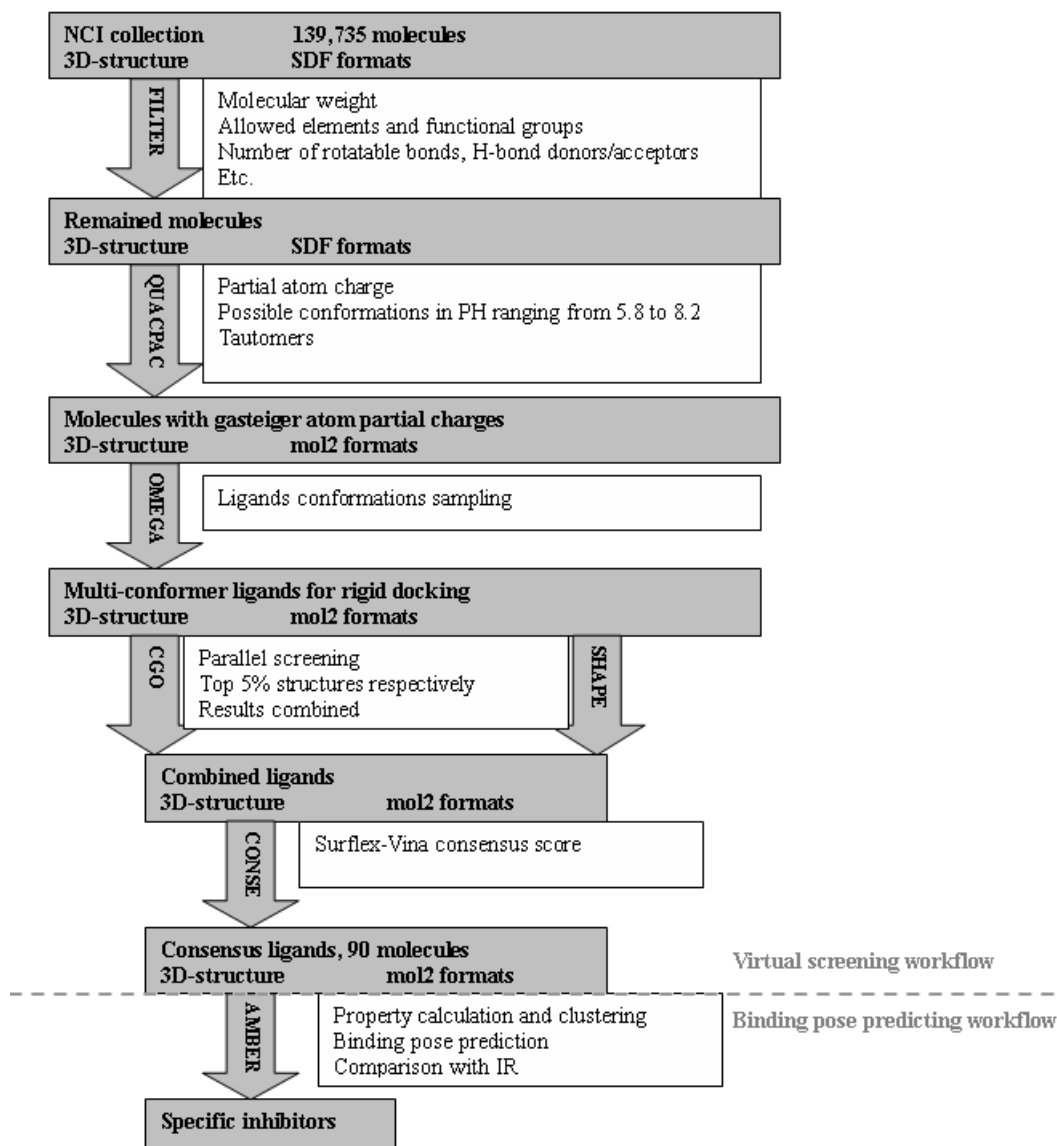 NCI collection 139,735 molecules
3D-structure SDF formats
FILTER
Molecular weight
Allowed elements and functional groups
Number of rotatable bonds, H-bond donors/acceptors
Etc.
Remained molecules
3D-structure SDF formats
QUACPAC
Partial atom charge
Possible conformations in PH ranging from 5.8 to 8.2
Tautomers
Molecules with gasteiger atom partial charges
3D-structure mol2 formats
OMEGA
Ligands conformations sampling
Multi-conformer ligands for rigid docking
3D-structure mol2 formats
CGO
Parallel screening
Top 5% structures respectively
Results combined
SHAPE
Combined ligands
3D-structure mol2 formats
CONSE
Surflex-Vina consensus score
Consensus ligands, 90 molecules
3D-structure mol2 formats
Virtual screening workflow
AMBER
Property calculation and clustering
Binding pose prediction
Comparison with IR
Binding pose predicting workflow
Specific inhibitors